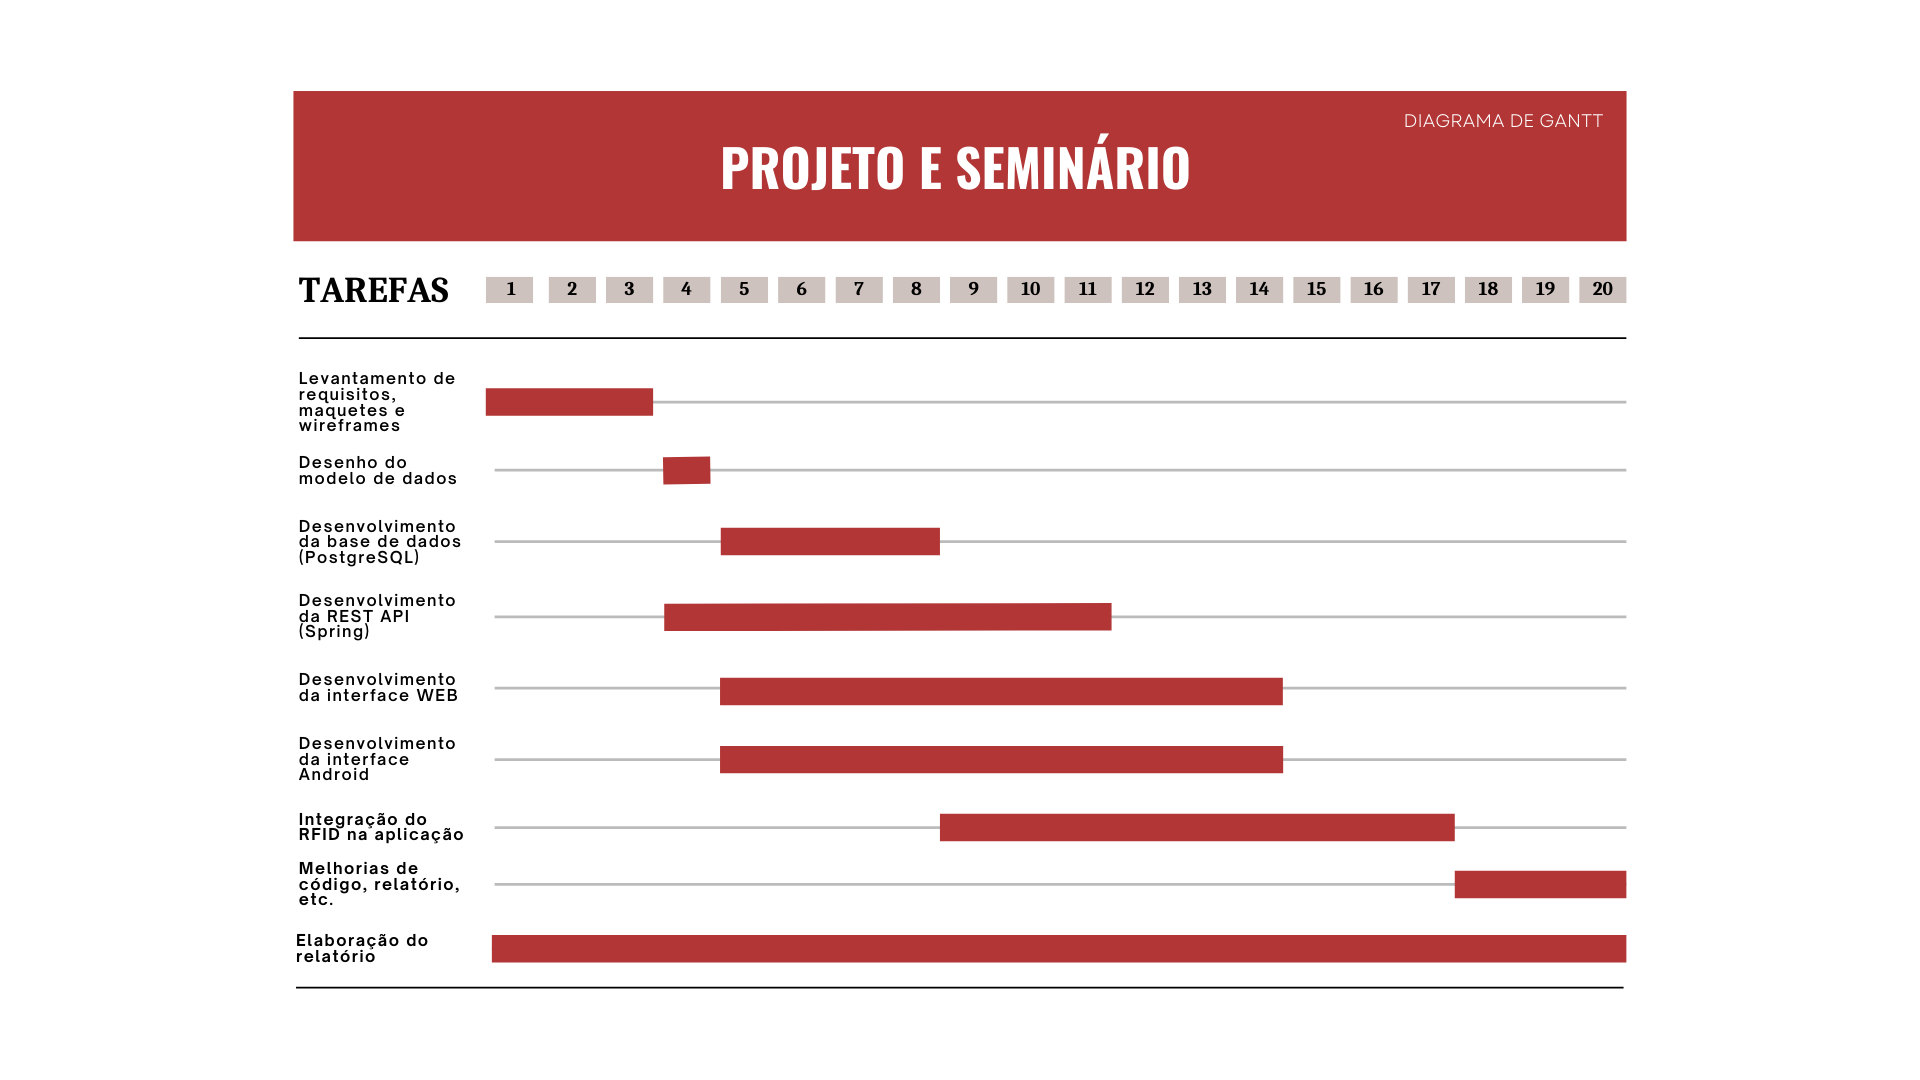 DIAGRAMA DE GANTT
PROJETO E SEMINÁRIO
TAREFAS 1 2 3 4 5 6 7 8 9 10 11 12 13 14 15 16 17 18 19 20
Levantamento de
requisitos,
maquetes e
wireframes
Desenho do
modelo de dados
Desenvolvimento
da base de dados
(PostgreSQL)
Desenvolvimento
da REST API
(Spring)
Desenvolvimento
da interface WEB
Desenvolvimento
da interface
Android
Integração do
RFID na aplicação
Melhorias de
código, relatório,
etc.
Elaboração do
relatório